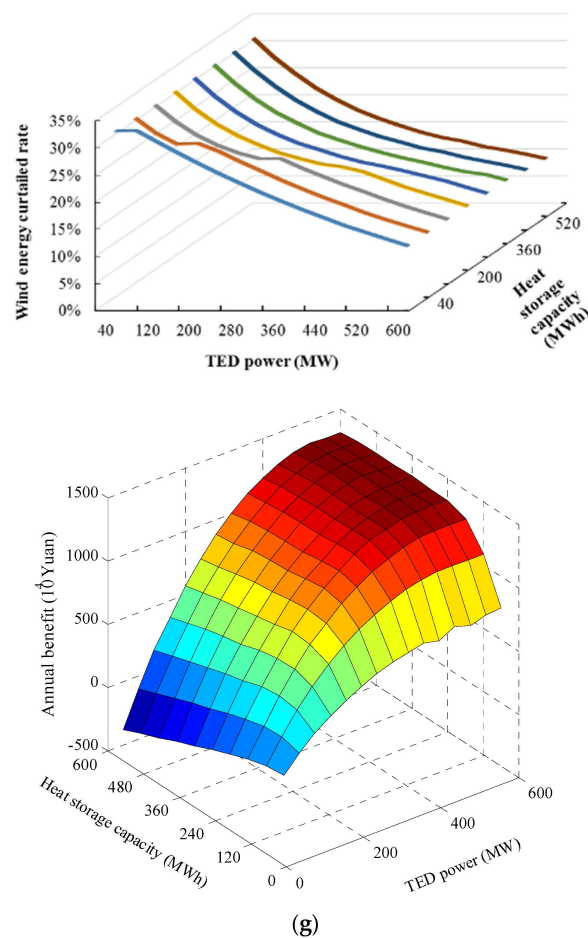 35%
30%
25%
20%
15%
10%
5%
0%
Wind energy curtailed rate
40 120 200 280 360 440 520 600
TED power (MW)
40
200
360
520
Heat
storage
capacity
(MWh)
1500
1000
500
0
-500
Annual benefit (10⁴ Yuan)
600
480
360
240
120
0
Heat storage capacity (MWh)
0
200
400
600
TED power (MW)
(g)